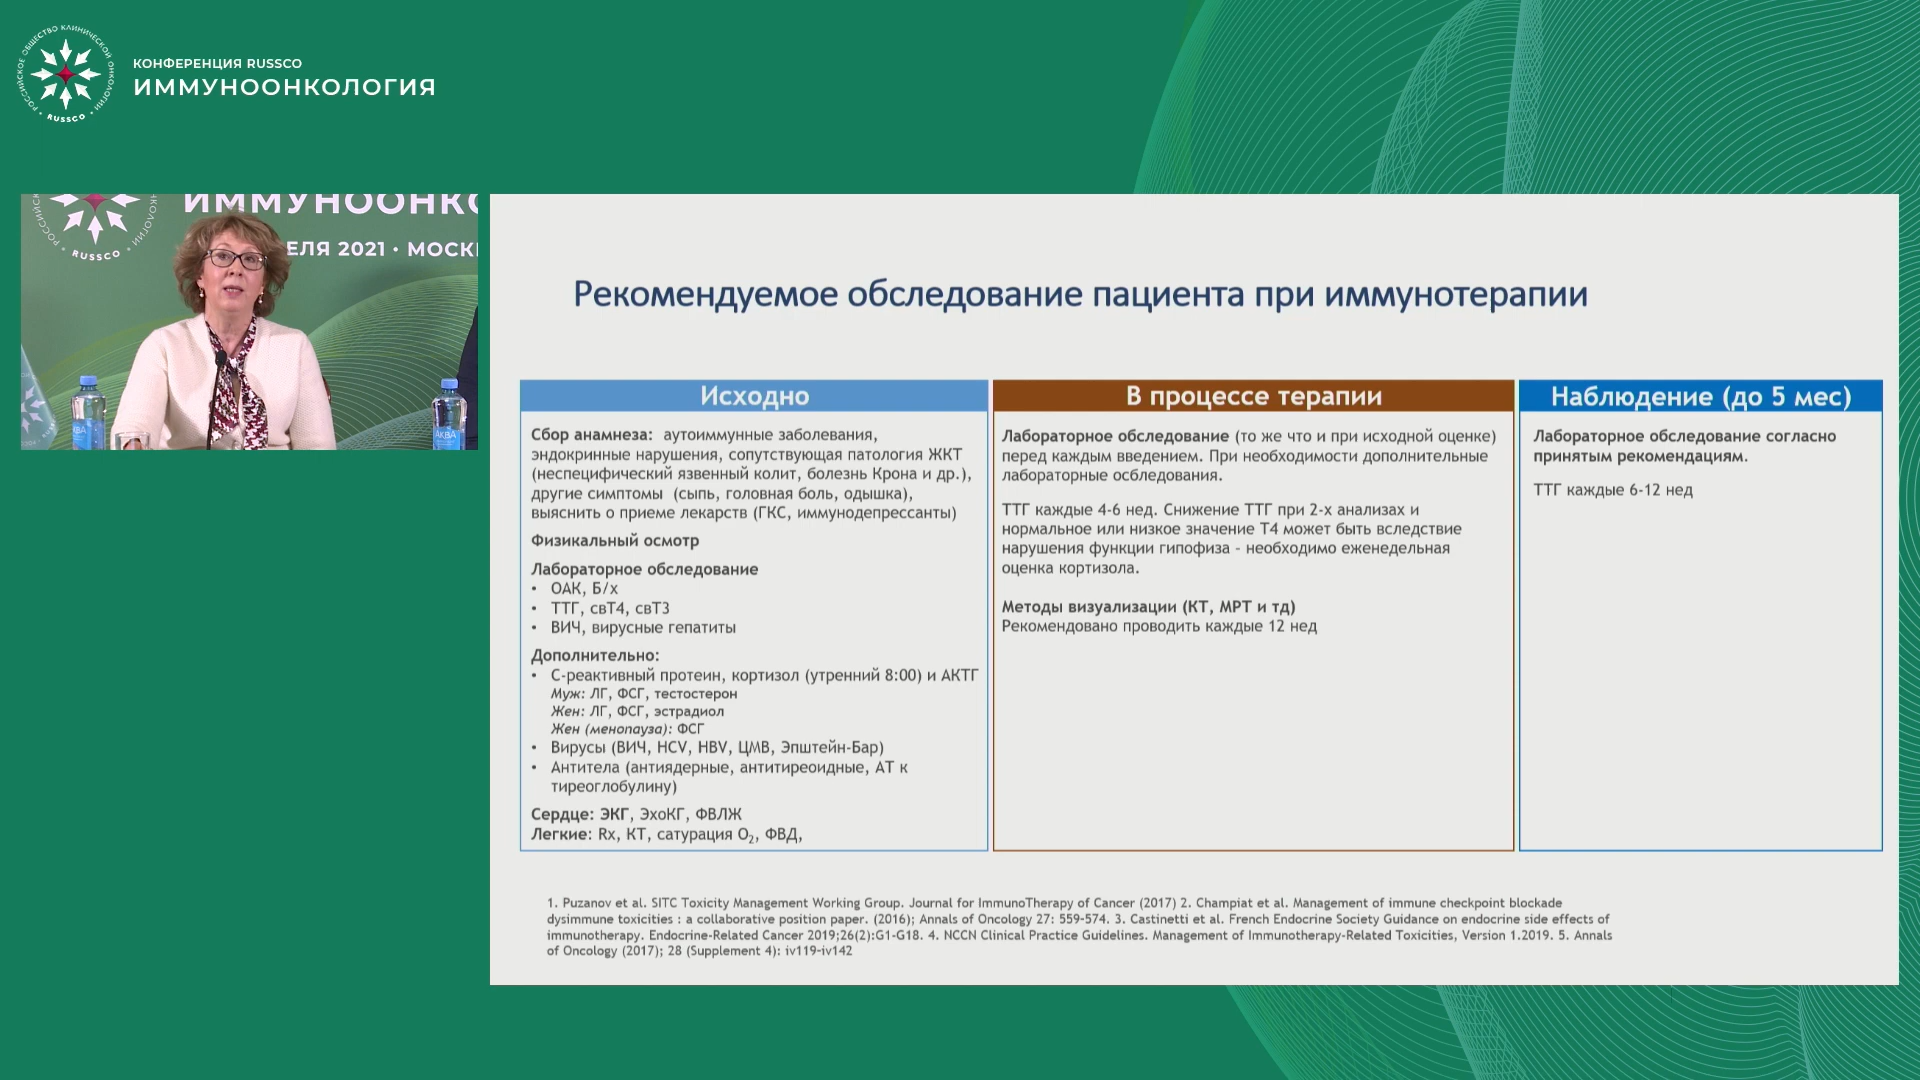 РОССИЙСКОЕ ОБЩЕСТВО КЛИНИЧЕСКОЙ ОНКОЛОГИИ
• RUSSCO •
КОНФЕРЕНЦИЯ RUSSCO
ИММУНООНКОЛОГИЯ
ИММУНООНКО
ЕЛЯ 2021 • МОСК
• RUSSCO •
АКВА
Рекомендуемое обследование пациента при иммунотерапии
Исходно
Сбор анамнеза: аутоиммунные заболевания,
эндокринные нарушения, сопутствующая патология ЖКТ
(неспецифический язвенный колит, болезнь Крона и др.),
другие симптомы (сыпь, головная боль, одышка),
выяснить о приеме лекарств (ГКС, иммунодепрессанты)
Физикальный осмотр
Лабораторное обследование
• ОАК, Б/х
• ТТГ, свТ4, свТ3
• ВИЧ, вирусные гепатиты
Дополнительно:
• С-реактивный протеин, кортизол (утренний 8:00) и АКТГ
Муж: ЛГ, ФСГ, тестостерон
Жен: ЛГ, ФСГ, эстрадиол
Жен (менопауза): ФСГ
• Вирусы (ВИЧ, HCV, HBV, ЦМВ, Эпштейн-Бар)
• Антитела (антиядерные, антитиреоидные, АТ к
тиреоглобулину)
Сердце: ЭКГ, ЭхоКГ, ФВЛЖ
Легкие: Rx, КТ, сатурация O2, ФВД,
В процессе терапии
Лабораторное обследование (то же что и при исходной оценке)
перед каждым введением. При необходимости дополнительные
лабораторные осбледования.
ТТГ каждые 4-6 нед. Снижение ТТГ при 2-х анализах и
нормальное или низкое значение Т4 может быть вследствие
нарушения функции гипофиза - необходимо еженедельная
оценка кортизола.
Методы визуализации (КТ, МРТ и тд)
Рекомендовано проводить каждые 12 нед
Наблюдение (до 5 мес)
Лабораторное обследование согласно
принятым рекомендациям.
ТТГ каждые 6-12 нед
1. Puzanov et al. SITC Toxicity Management Working Group. Journal for ImmunoTherapy of Cancer (2017) 2. Champiat et al. Management of immune checkpoint blockade
dysimmune toxicities : a collaborative position paper. (2016); Annals of Oncology 27: 559-574. 3. Castinetti et al. French Endocrine Society Guidance on endocrine side effects of
immunotherapy. Endocrine-Related Cancer 2019;26(2):G1-G18. 4. NCCN Clinical Practice Guidelines. Management of Immunotherapy-Related Toxicities, Version 1.2019. 5. Annals
of Oncology (2017); 28 (Supplement 4): iv119-iv142